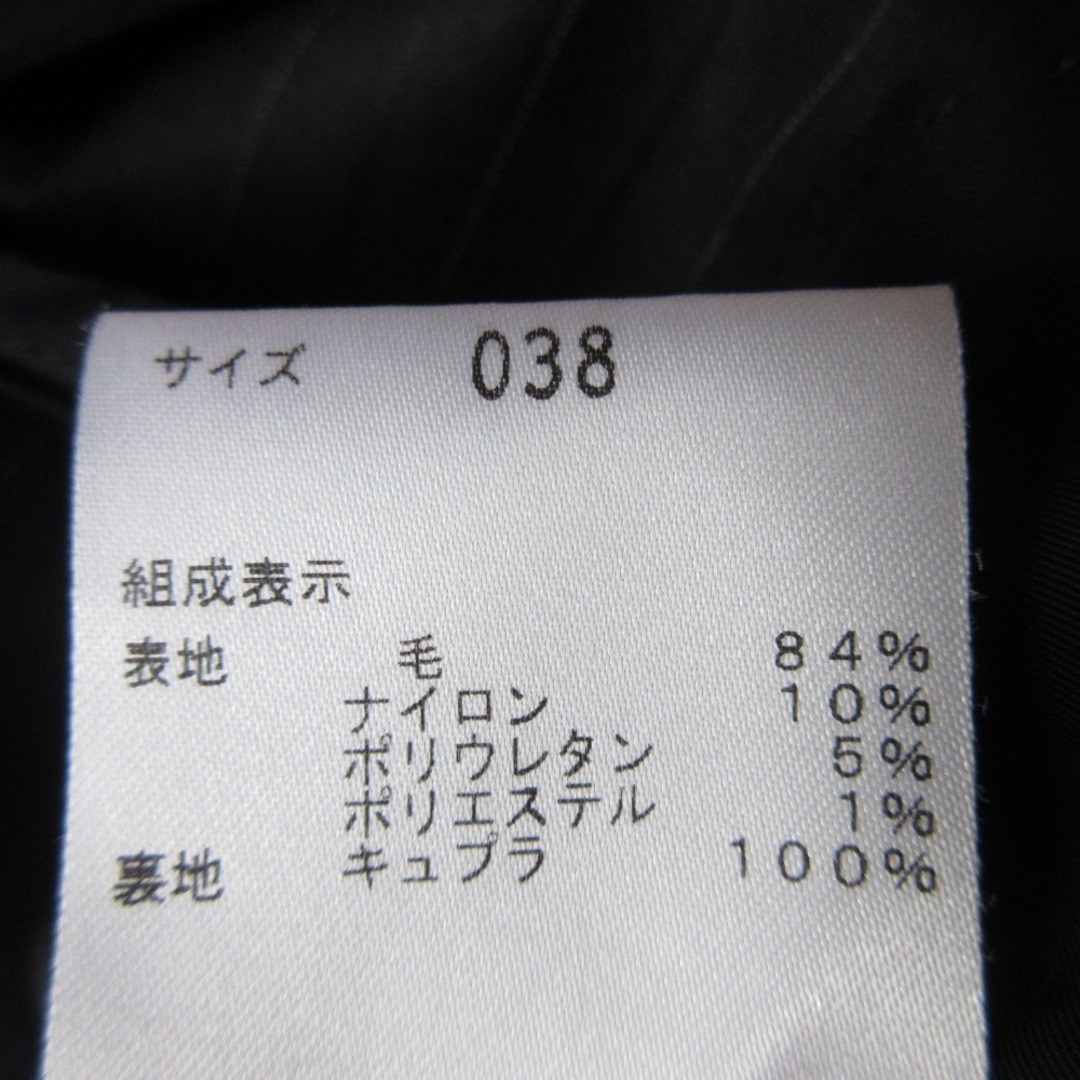 サイズ 038
組成表示
表地 毛 84%
ナイロン 10%
ポリウレタン 5%
ポリエステル 1%
裏地 キュプラ 100%